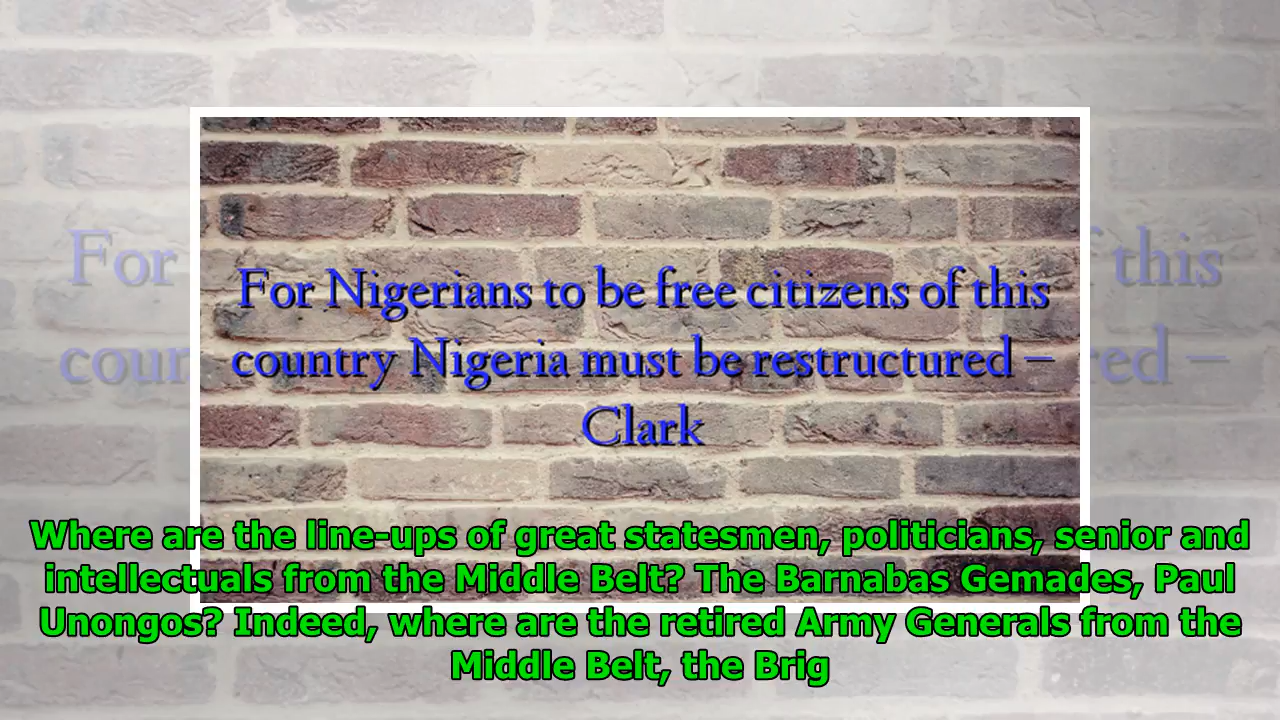 For Nigerians to be free citizens of this
country Nigeria must be restructured –
Clark
Where are the line-ups of great statesmen, politicians, senior and
intellectuals from the Middle Belt? The Barnabas Gemades, Paul
Unongos? Indeed, where are the retired Army Generals from the
Middle Belt, the Brig